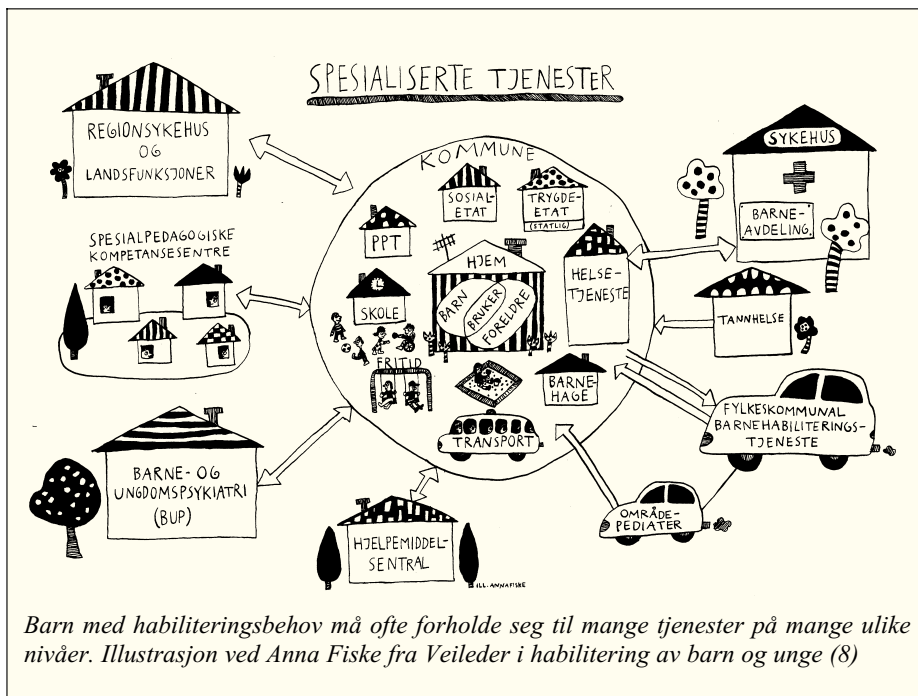 SPESIALISERTE TJENESTER
REGIONSYKEHUS
OG
LANDSFUNKSJONER
SPESIALPEDAGOGISKE
KOMPETANSESENTRE
BARNE- OG
UNGDOMSPSYKIATRI
(BUP)
HJELPEMIDDEL-
SENTRAL
ILL. ANNA FISKE
KOMMUNE
SOSIAL-
ETAT
TRYGDE-
ETAT
(STATLIG)
PPT
HJEM
BARN
BRUKER
FORELDRE
HELSE-
TJENESTE
SKOLE
FRITID
BARNE-
HAGE
TRANSPORT
SYKEHUS
BARNE-
AVDELING
TANNHELSE
FYLKESKOMMUNAL
BARNEHABILITERINGS-
TJENESTE
OMRÅDE-
PEDIATER
Barn med habiliteringsbehov må ofte forholde seg til mange tjenester på mange ulike
nivåer. Illustrasjon ved Anna Fiske fra Veileder i habilitering av barn og unge (8)